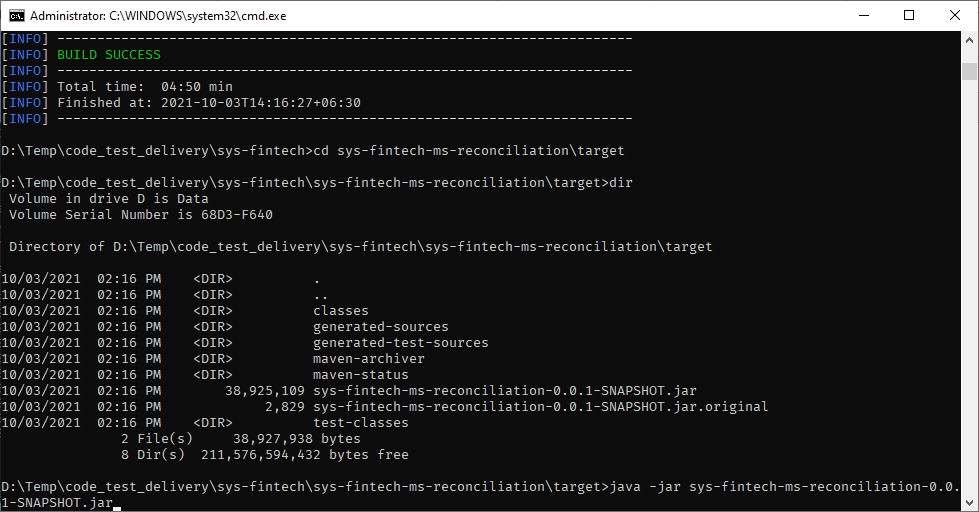 Administrator: C:\WINDOWS\system32\cmd.exe
[INFO] ------------------------------------------------------------------------
[INFO] BUILD SUCCESS
[INFO] ------------------------------------------------------------------------
[INFO] Total time:  04:50 min
[INFO] Finished at: 2021-10-03T14:16:27+06:30
[INFO] ------------------------------------------------------------------------
D:\Temp\code_test_delivery\sys-fintech>cd sys-fintech-ms-reconciliation\target
D:\Temp\code_test_delivery\sys-fintech\sys-fintech-ms-reconciliation\target>dir
 Volume in drive D is Data
 Volume Serial Number is 68D3-F640
 Directory of D:\Temp\code_test_delivery\sys-fintech\sys-fintech-ms-reconciliation\target
10/03/2021  02:16 PM    <DIR>          .
10/03/2021  02:16 PM    <DIR>          ..
10/03/2021  02:16 PM    <DIR>          classes
10/03/2021  02:16 PM    <DIR>          generated-sources
10/03/2021  02:16 PM    <DIR>          generated-test-sources
10/03/2021  02:16 PM    <DIR>          maven-archiver
10/03/2021  02:16 PM    <DIR>          maven-status
10/03/2021  02:16 PM        38,925,109 sys-fintech-ms-reconciliation-0.0.1-SNAPSHOT.jar
10/03/2021  02:16 PM             2,829 sys-fintech-ms-reconciliation-0.0.1-SNAPSHOT.jar.original
10/03/2021  02:16 PM    <DIR>          test-classes
               2 File(s)     38,927,938 bytes
               8 Dir(s)  211,576,594,432 bytes free
D:\Temp\code_test_delivery\sys-fintech\sys-fintech-ms-reconciliation\target>java -jar sys-fintech-ms-reconciliation-0.0.
1-SNAPSHOT.jar